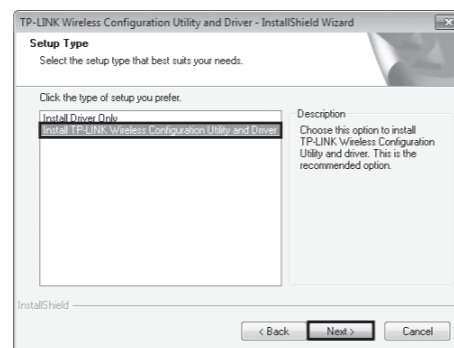 TP-LINK Wireless Configuration Utility and Driver - InstallShield Wizard
Setup Type
Select the setup type that best suits your needs.
Click the type of setup you prefer.
Install Driver Only
Install TP-LINK Wireless Configuration Utility and Driver
Description
Choose this option to install
TP-LINK Wireless Configuration
Utility and driver. This is the
recommended option.
InstallShield
< Back
Next >
Cancel